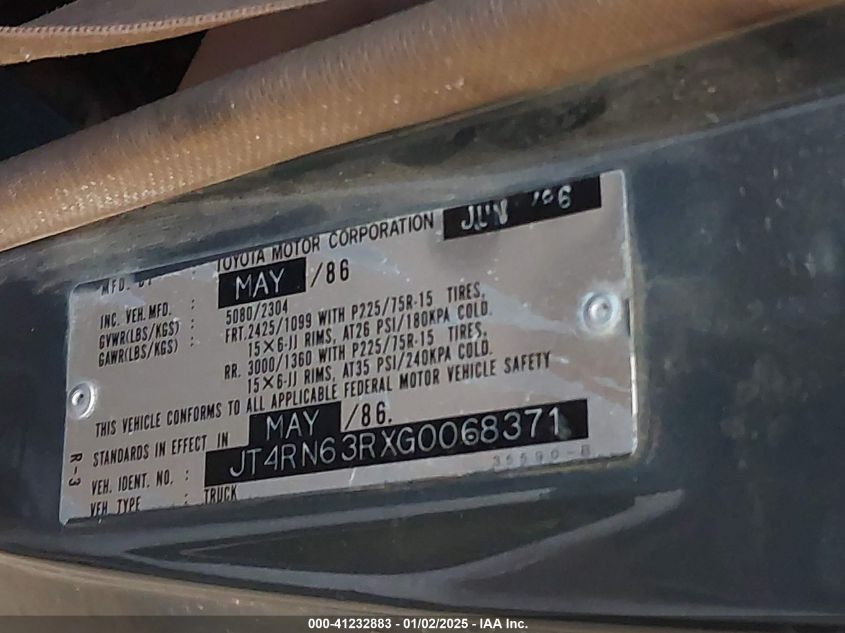 MFD. BY : TOYOTA MOTOR CORPORATION JUN '86
INC. VEH. MFD. MAY /86
GVWR(LBS/KGS) : 5080/2304
GAWR(LBS/KGS) : FRT. 2425/1099 WITH P225/75R-15 TIRES,
15×6-JJ RIMS, AT26 PSI/180KPA COLD.
RR. 3000/1360 WITH P225/75R-15 TIRES,
15×6-JJ RIMS, AT35 PSI/240KPA COLD.
THIS VEHICLE CONFORMS TO ALL APPLICABLE FEDERAL MOTOR VEHICLE SAFETY
STANDARDS IN EFFECT IN MAY /86.
VEH. IDENT. NO. : JT4RN63RXG0068371
VEH TYPE : TRUCK
35590-B
R-3
000-41232883 - 01/02/2025 - IAA Inc.